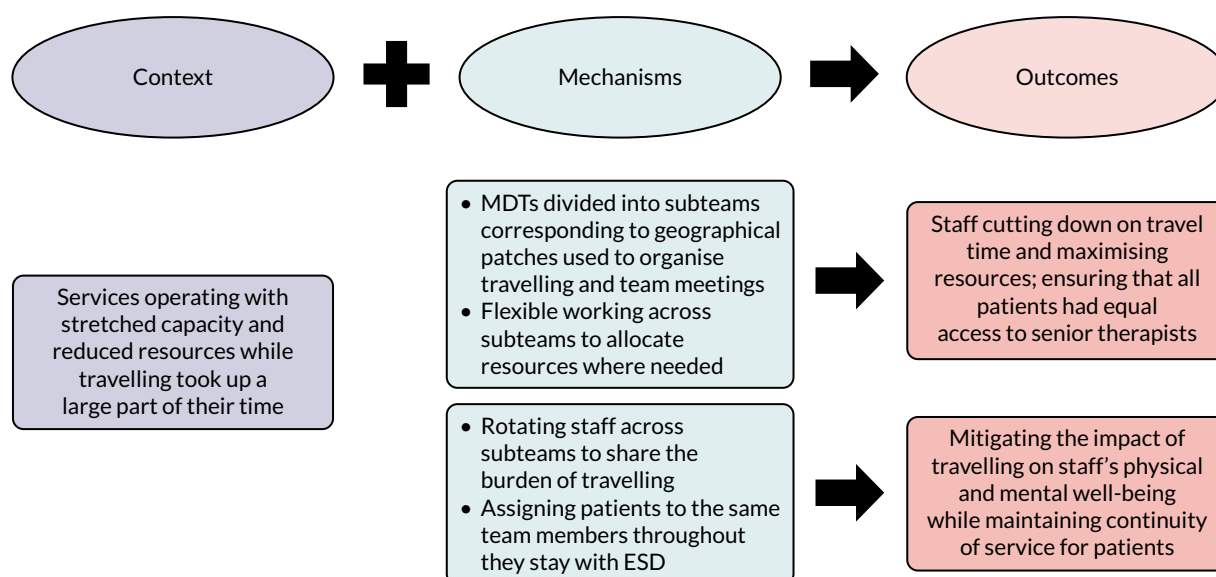 Context
Mechanisms
Outcomes
Services operating with
stretched capacity and
reduced resources while
travelling took up a
large part of their time
• MDTs divided into subteams
corresponding to geographical
patches used to organise
travelling and team meetings
• Flexible working across
subteams to allocate
resources where needed
Staff cutting down on travel
time and maximising
resources; ensuring that all
patients had equal
access to senior therapists
• Rotating staff across
subteams to share the
burden of travelling
• Assigning patients to the same
team members throughout
they stay with ESD
Mitigating the impact of
travelling on staff’s physical
and mental well-being
while maintaining continuity
of service for patients